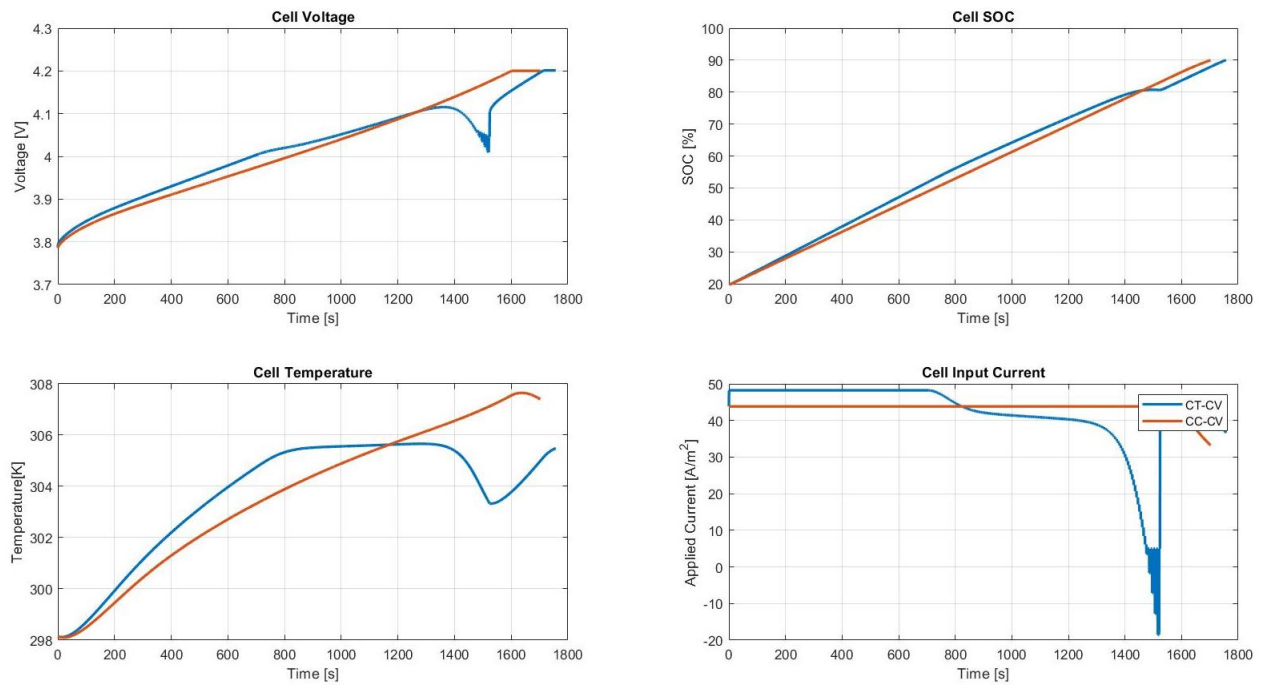 Cell Voltage
4.3
4.2
4.1
4
3.9
3.8
3.7
Voltage [V]
0 200 400 600 800 1000 1200 1400 1600 1800
Time [s]
Cell SOC
100
90
80
70
60
50
40
30
20
SOC [%]
0 200 400 600 800 1000 1200 1400 1600 1800
Time [s]
Cell Temperature
308
306
304
302
300
298
Temperature[K]
0 200 400 600 800 1000 1200 1400 1600 1800
Time [s]
Cell Input Current
50
40
30
20
10
0
-10
-20
Applied Current [A/m²]
CT-CV
CC-CV
0 200 400 600 800 1000 1200 1400 1600 1800
Time [s]